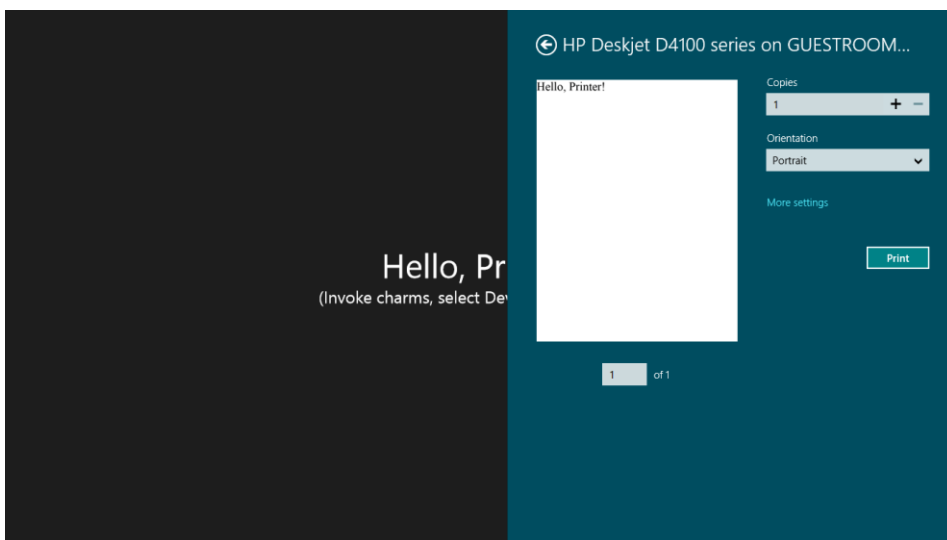 HP Deskjet D4100 series on GUESTROOM...
Hello, Printer!
Copies
1
Orientation
Portrait
More settings
Print
1 of 1
Hello, Pr
(Invoke charms, select De